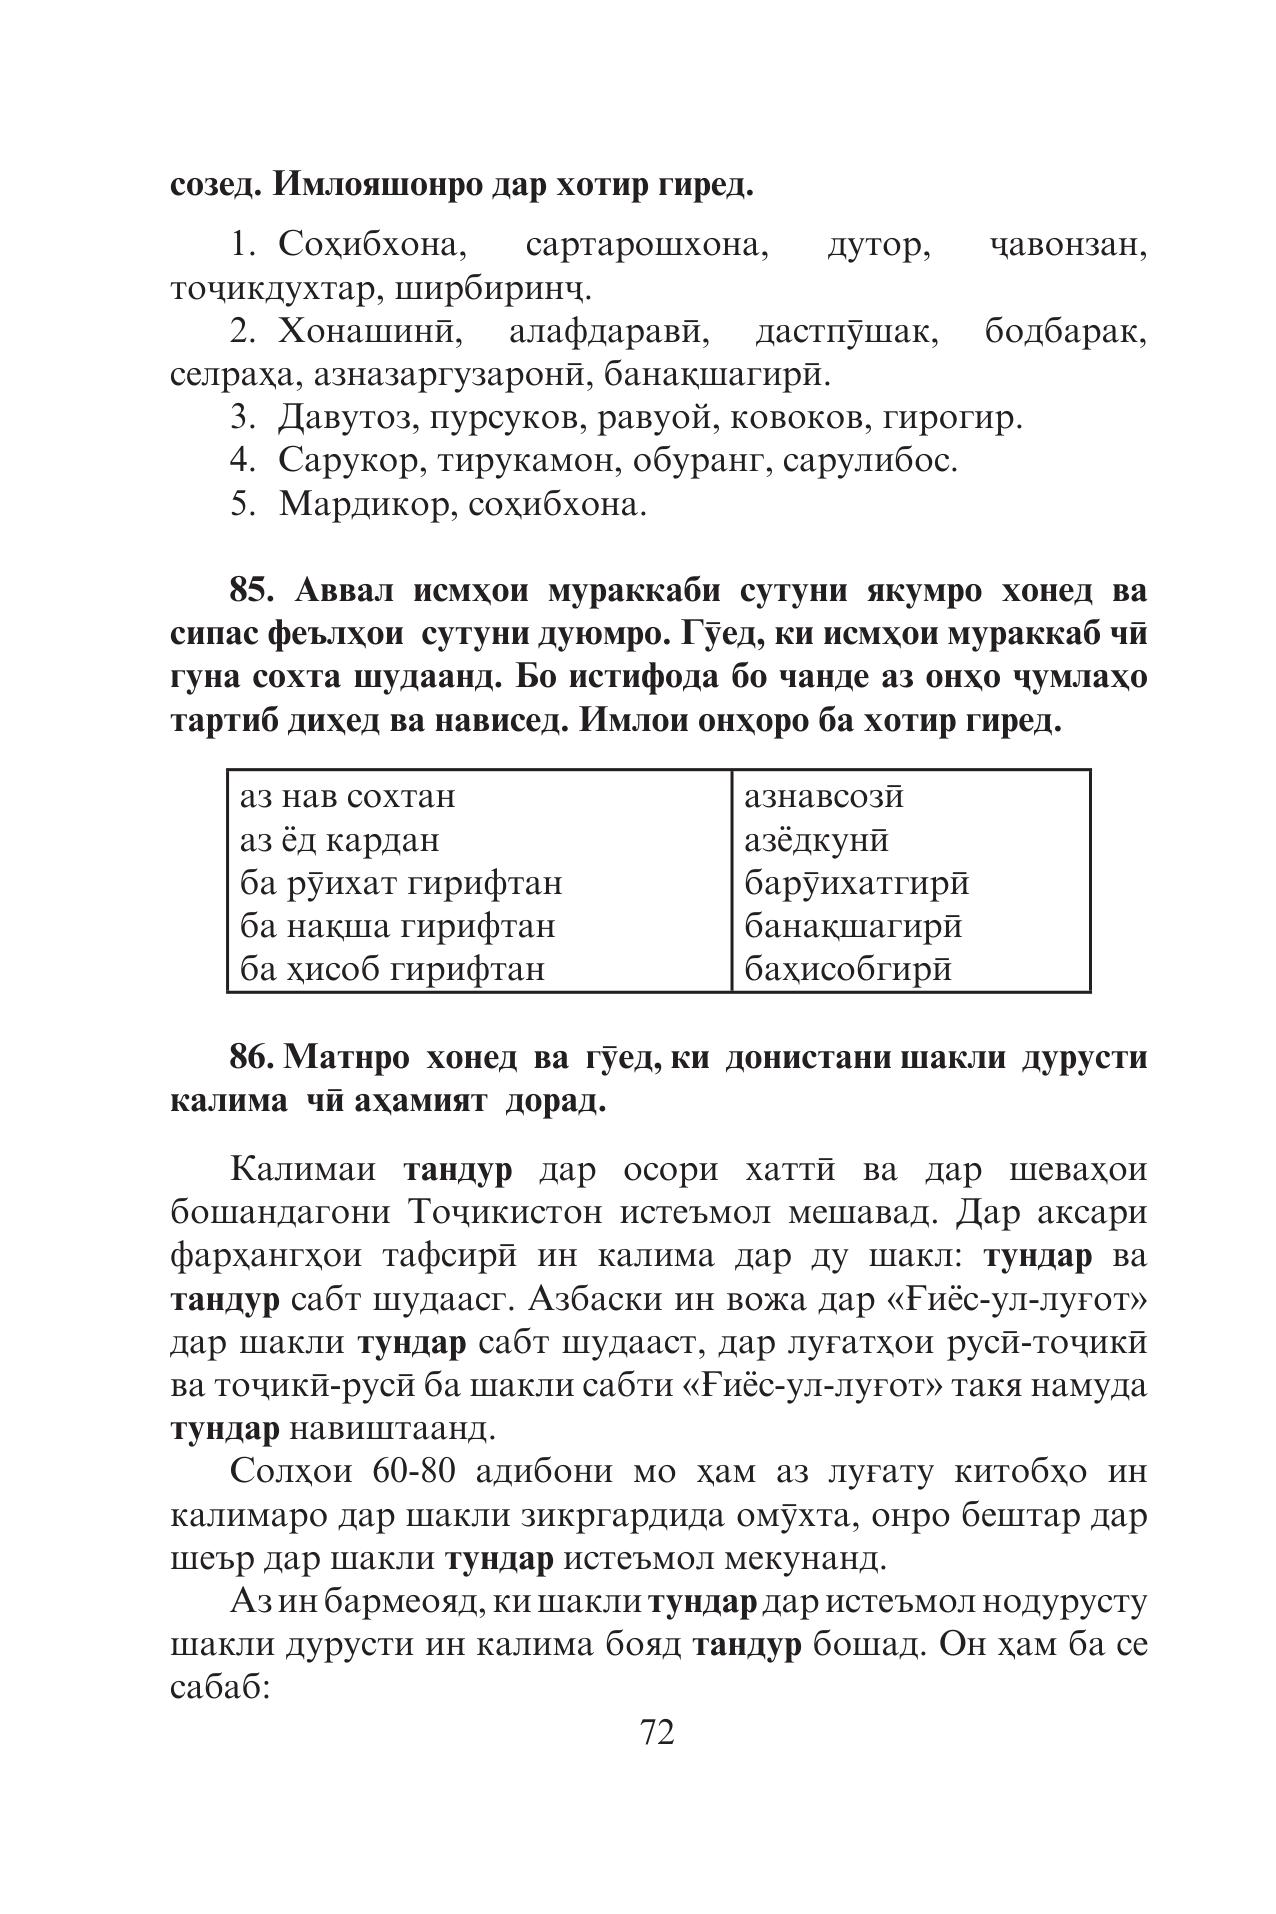 созед. Имлояшонро дар хотир гиред.
1. Соҳибхона, сартарошхона, дутор, ҷавонзан,
тоҷикдухтар, ширбиринҷ.
2. Хонашинӣ, алафдаравӣ, дастпӯшак, бодбарак,
селраҳа, азназаргузаронӣ, банақшагирӣ.
3. Давутоз, пурсуков, равуой, ковоков, гирогир.
4. Сарукор, тирукамон, обуранг, сарулибос.
5. Мардикор, соҳибхона.
85. Аввал исмҳои мураккаби сутуни якумро хонед ва
сипас феълҳои сутуни дуюмро. Гӯед, ки исмҳои мураккаб чӣ
гуна сохта шудаанд. Бо истифода бо чанде аз онҳо ҷумлаҳо
тартиб диҳед ва нависед. Имлои онҳоро ба хотир гиред.
аз нав сохтан азнавсозӣ
аз ёд кардан азёдкунӣ
ба рӯихат гирифтан барӯихатгирӣ
ба нақша гирифтан банақшагирӣ
ба ҳисоб гирифтан баҳисобгирӣ
86. Матнро хонед ва гӯед, ки донистани шакли дурусти
калима чӣ аҳамият дорад.
Калимаи тандур дар осори хаттӣ ва дар шеваҳои
бошандагони Тоҷикистон истеъмол мешавад. Дар аксари
фарҳангҳои тафсирӣ ин калима дар ду шакл: тундар ва
тандур сабт шудаасг. Азбаски ин вожа дар «Ғиёс-ул-луғот»
дар шакли тундар сабт шудааст, дар луғатҳои русӣ-тоҷикӣ
ва тоҷикӣ-русӣ ба шакли сабти «Ғиёс-ул-луғот» такя намуда
тундар навиштаанд.
Солҳои 60-80 адибони мо ҳам аз луғату китобҳо ин
калимаро дар шакли зикргардида омӯхта, онро бештар дар
шеър дар шакли тундар истеъмол мекунанд.
Аз ин бармеояд, ки шакли тундар дар истеъмол нодурусту
шакли дурусти ин калима бояд тандур бошад. Он ҳам ба се
сабаб:
72